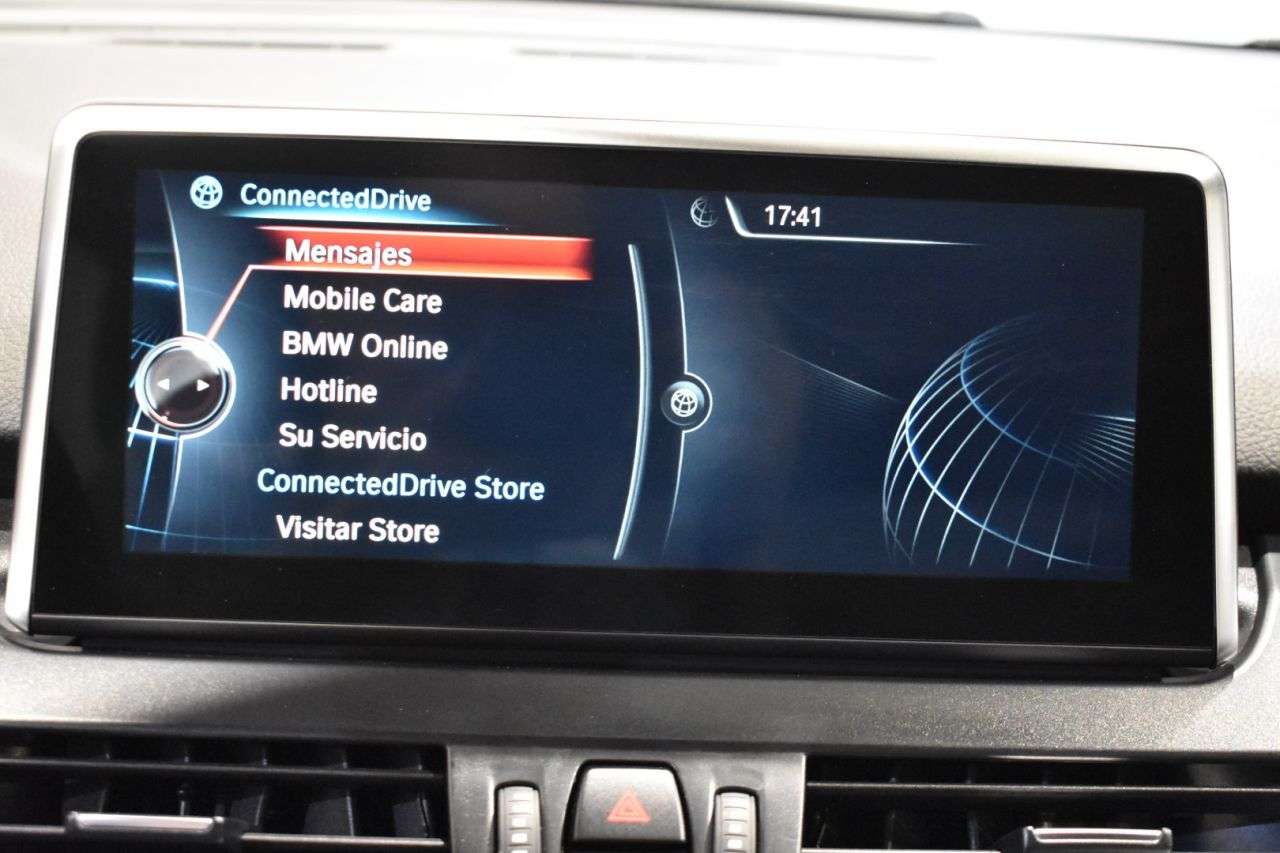 ConnectedDrive
17:41
Mensajes
Mobile Care
BMW Online
Hotline
Su Servicio
ConnectedDrive Store
Visitar Store